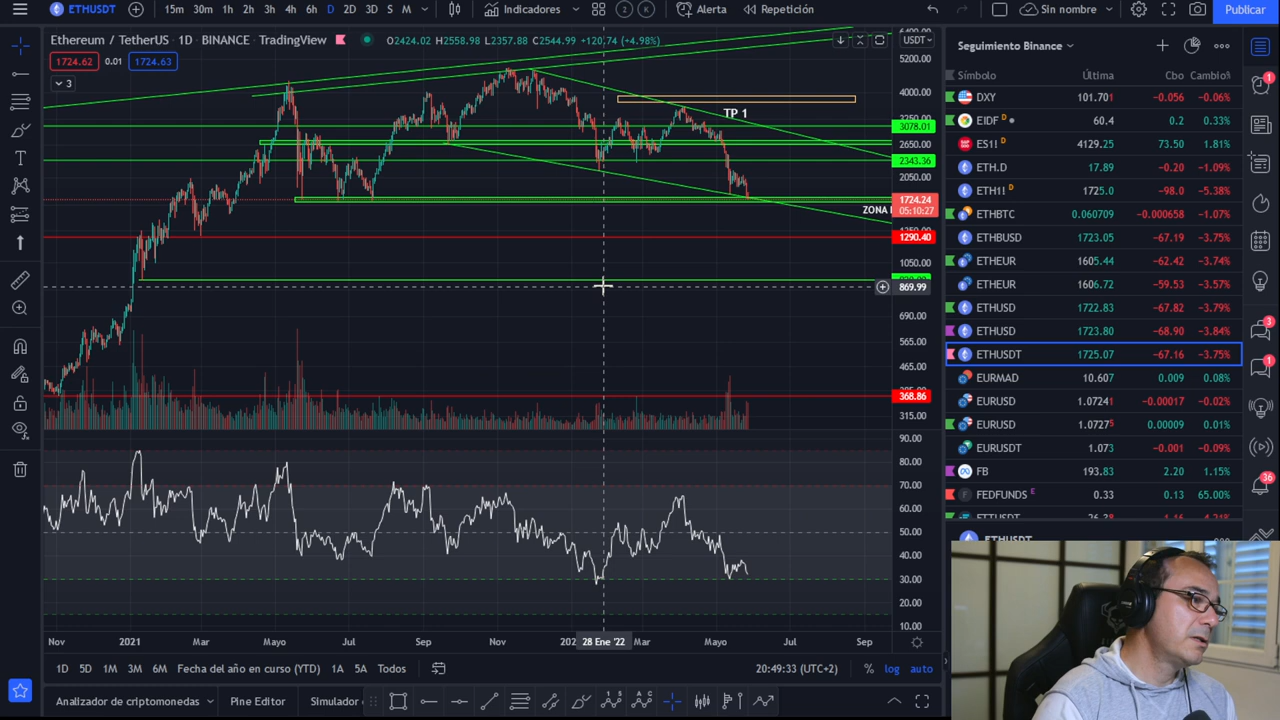 ETHUSDT 15m 30m 1h 2h 3h 4h 6h D 2D 3D S M Indicadores 2 K Alerta Repetición Sin nombre Publicar
Ethereum / TetherUS · 1D · BINANCE · TradingView O2424.02 H2558.98 L2357.88 C2544.99 +120.74 (+4.98%) USDT
1724.62 0.01 1724.63
3
5200.00
4000.00
TP 1
3078.01
2650.00
2343.36
2050.00
1724.24
05:10:27
ZONA
1290.40
1050.00
869.99
690.00
565.00
465.00
368.86
315.00
90.00
80.00
70.00
60.00
50.00
40.00
30.00
20.00
10.00
Nov 2021 Mar Mayo Jul Sep Nov 28 Ene '22 Mar Mayo Jul Sep
1D 5D 1M 3M 6M Fecha del año en curso (YTD) 1A 5A Todos 20:49:33 (UTC+2) % log auto
Analizador de criptomonedas Pine Editor Simulador
Seguimiento Binance
Símbolo Última Cbo Cambio%
DXY 101.701 -0.056 -0.06%
EIDF D 60.4 0.2 0.33%
ES1! D 4129.25 73.50 1.81%
ETH.D 17.89 -0.20 -1.09%
ETH1! D 1725.0 -98.0 -5.38%
ETHBTC 0.060709 -0.000658 -1.07%
ETHBUSD 1723.05 -67.19 -3.75%
ETHEUR 1605.44 -62.42 -3.74%
ETHEUR 1606.72 -59.53 -3.57%
ETHUSD 1722.83 -67.82 -3.79%
ETHUSD 1723.80 -68.90 -3.84%
ETHUSDT 1725.07 -67.16 -3.75%
EURMAD 10.607 0.009 0.08%
EURUSD 1.07241 -0.00017 -0.02%
EURUSD 1.07275 0.00009 0.01%
EURUSDT 1.073 -0.001 -0.09%
FB 193.83 2.20 1.15%
FEDFUNDS E 0.33 0.13 65.00%
ETHUSDT
1
3
1
36